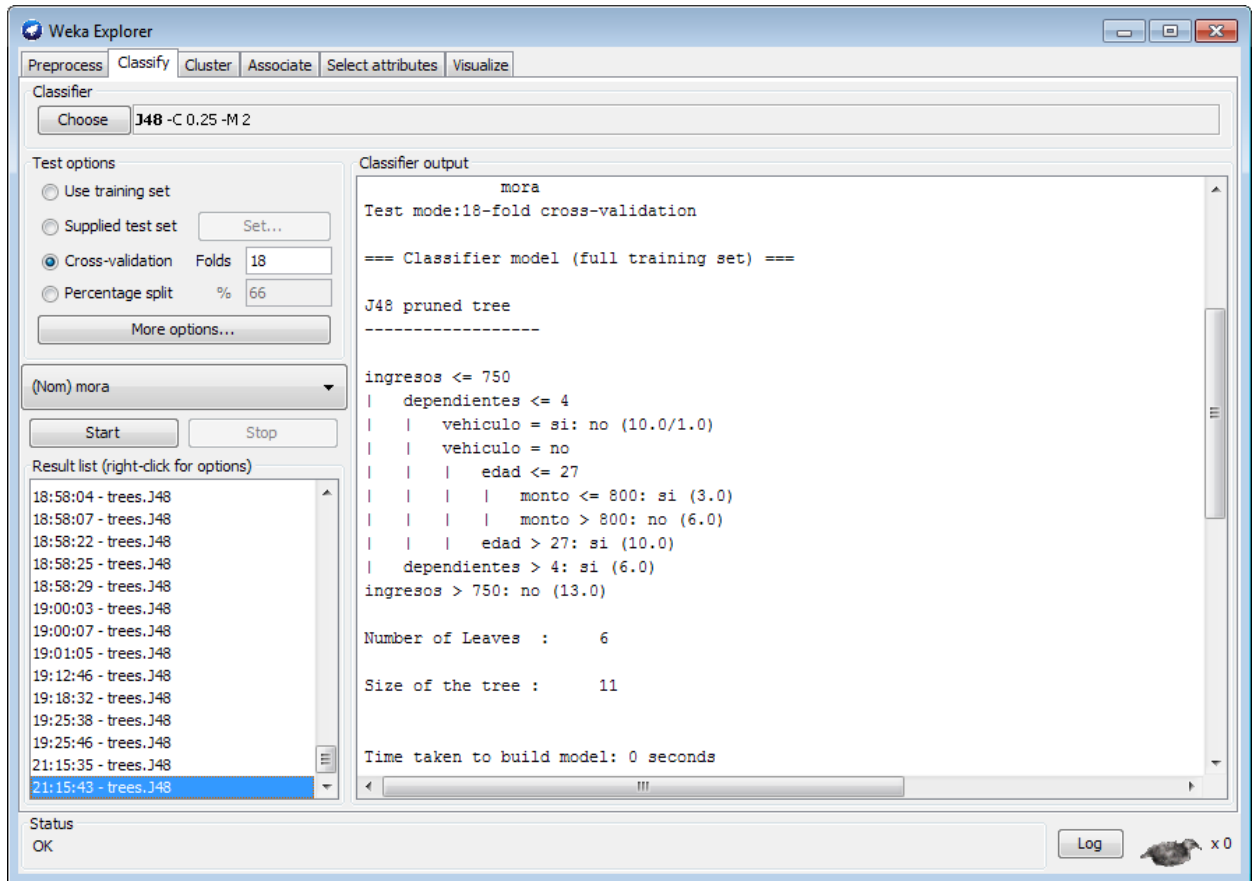 Weka Explorer
Preprocess Classify Cluster Associate Select attributes Visualize
Classifier
Choose J48 -C 0.25 -M 2
Test options
Use training set
Supplied test set Set...
Cross-validation Folds 18
Percentage split % 66
More options...
(Nom) mora
Start Stop
Result list (right-click for options)
18:58:04 - trees.J48
18:58:07 - trees.J48
18:58:22 - trees.J48
18:58:25 - trees.J48
18:58:29 - trees.J48
19:00:03 - trees.J48
19:00:07 - trees.J48
19:01:05 - trees.J48
19:12:46 - trees.J48
19:18:32 - trees.J48
19:25:38 - trees.J48
19:25:46 - trees.J48
21:15:35 - trees.J48
21:15:43 - trees.J48
Classifier output
mora
Test mode:18-fold cross-validation
=== Classifier model (full training set) ===
J48 pruned tree
------------------
ingresos <= 750
|   dependientes <= 4
|   |   vehiculo = si: no (10.0/1.0)
|   |   vehiculo = no
|   |   |   edad <= 27
|   |   |   |   monto <= 800: si (3.0)
|   |   |   |   monto > 800: no (6.0)
|   |   |   edad > 27: si (10.0)
|   dependientes > 4: si (6.0)
ingresos > 750: no (13.0)
Number of Leaves  :     6
Size of the tree :      11
Time taken to build model: 0 seconds
Status
OK
Log x 0